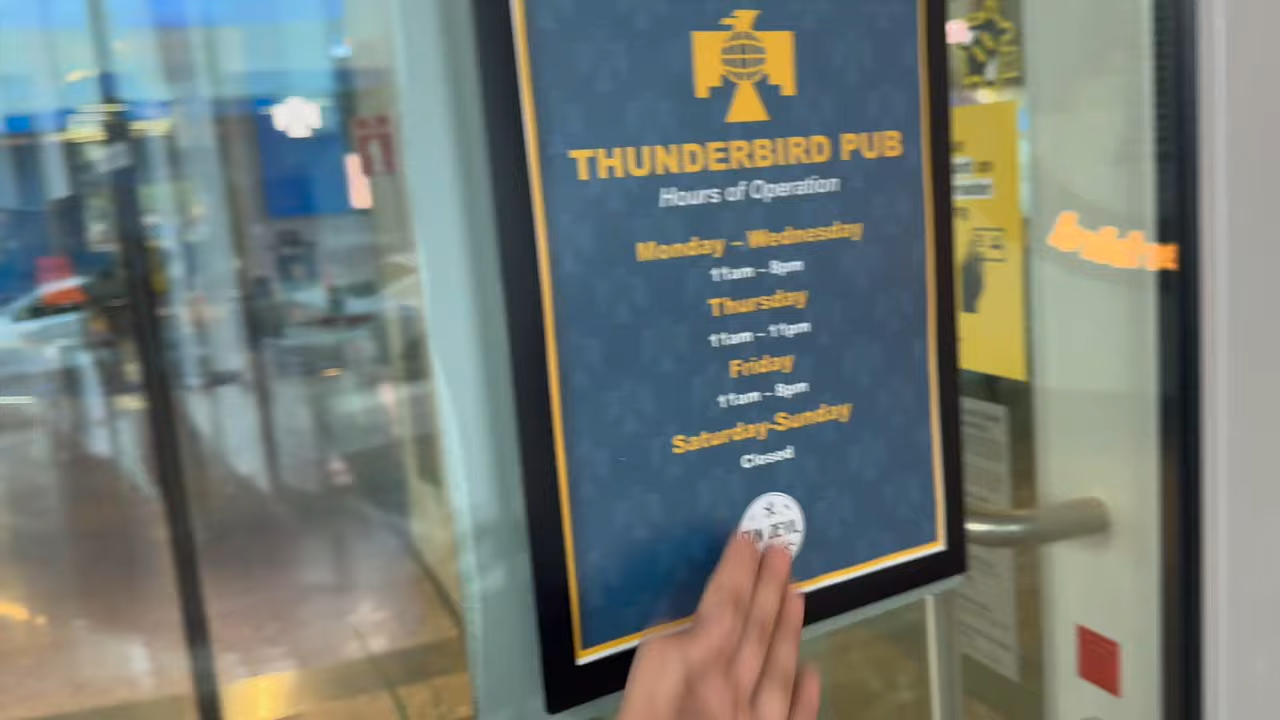 THUNDERBIRD PUB
Hours of Operation
Monday - Wednesday
11am - 8pm
Thursday
11am - 11pm
Friday
11am - 8pm
Saturday-Sunday
Closed